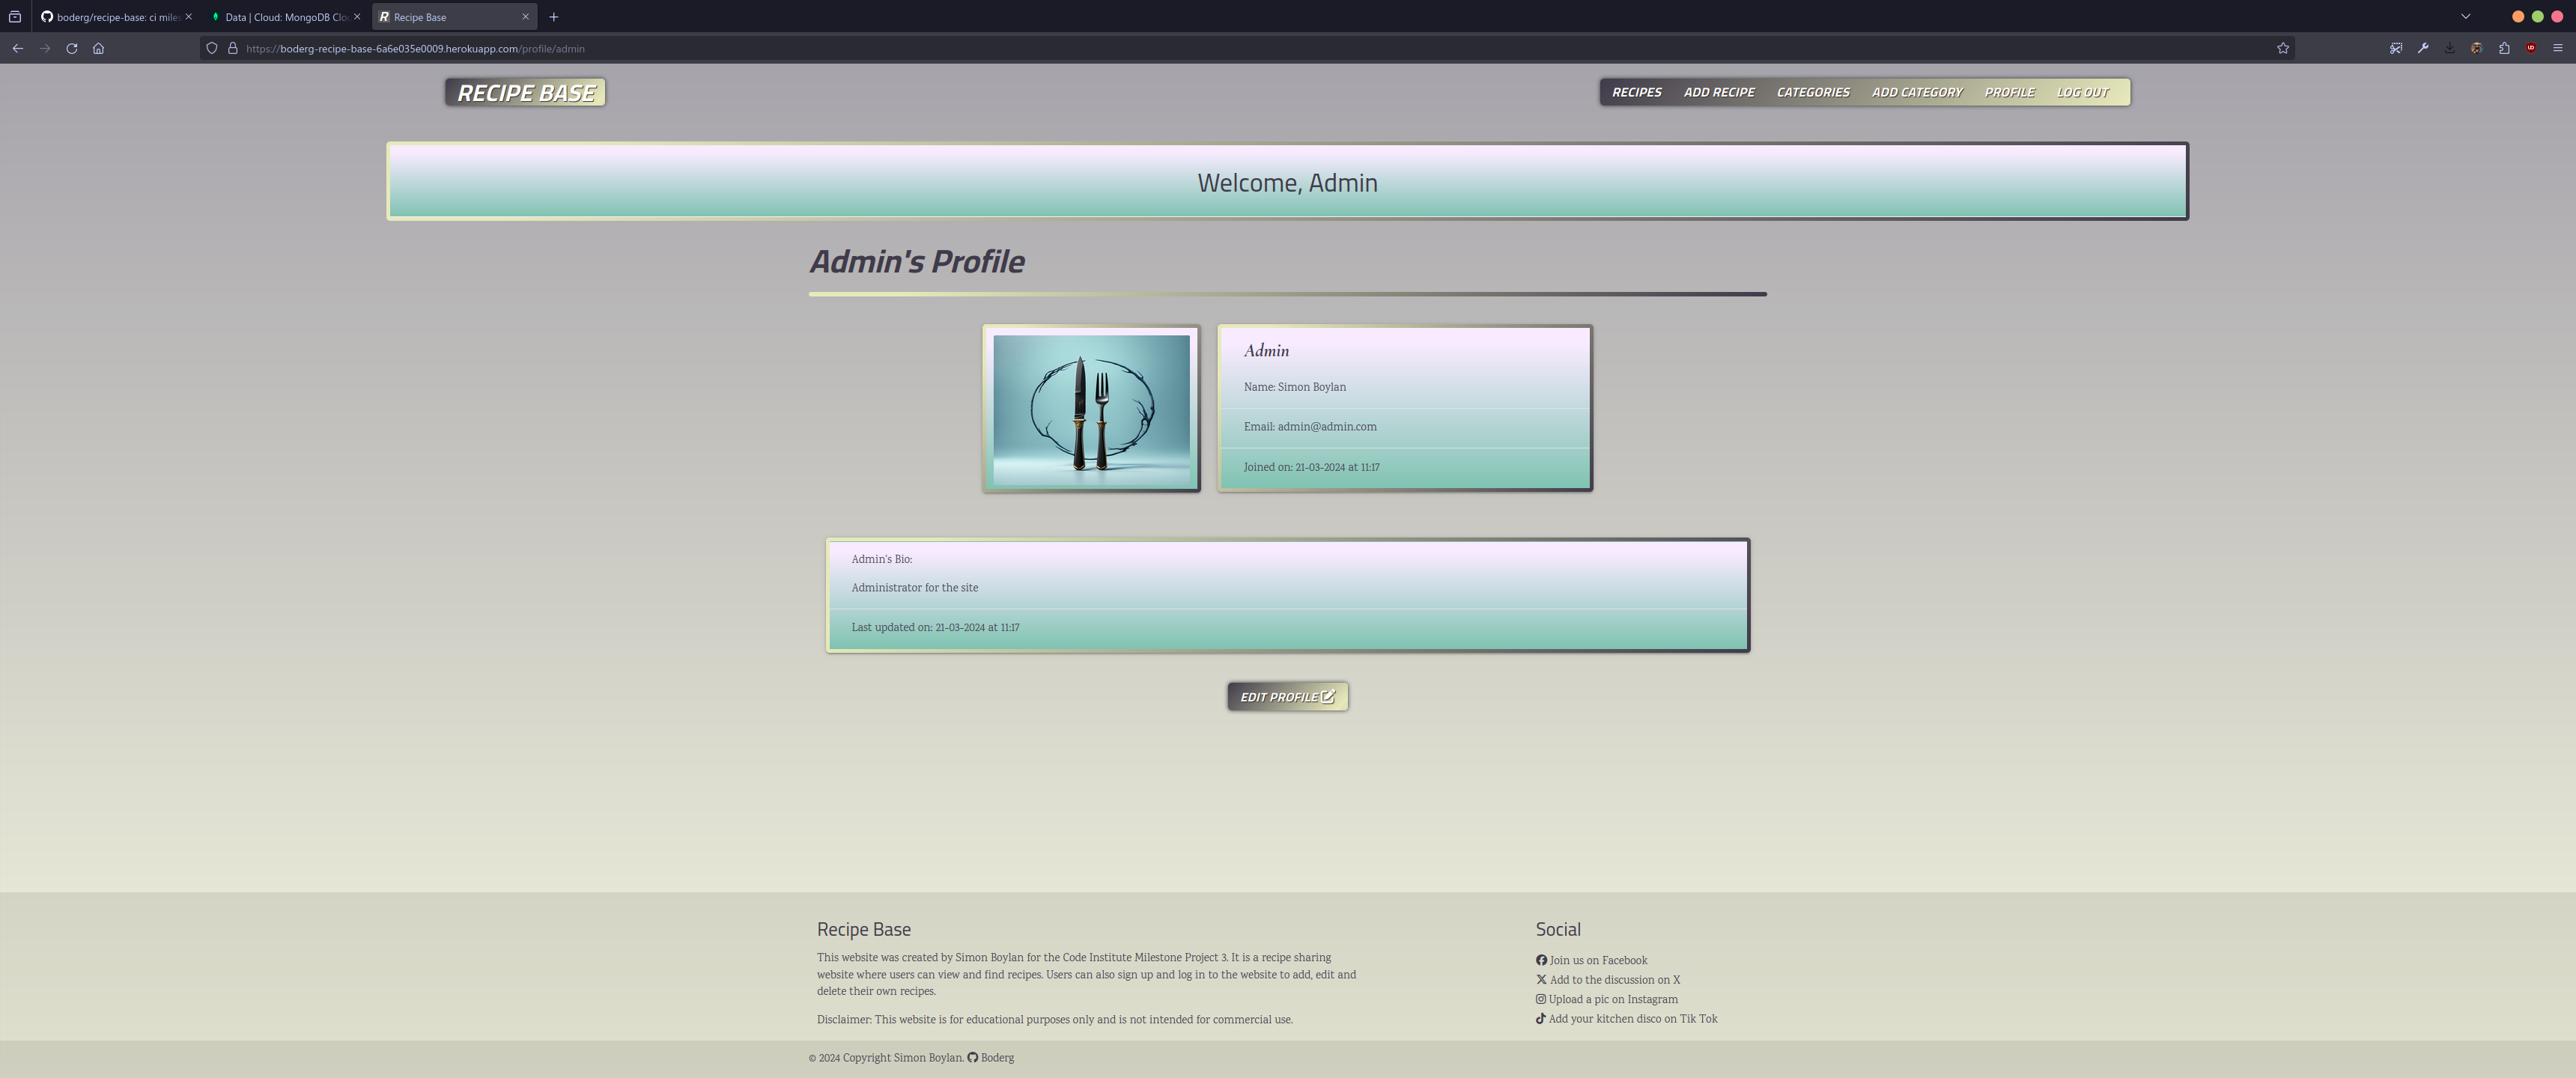 boderg/recipe-base: ci miles
Data | Cloud: MongoDB Clo
Recipe Base
https://boderg-recipe-base-6a6e035e0009.herokuapp.com/profile/admin
RECIPE BASE
RECIPES ADD RECIPE CATEGORIES ADD CATEGORY PROFILE LOG OUT
Welcome, Admin
Admin's Profile
Admin
Name: Simon Boylan
Email: admin@admin.com
Joined on: 21-03-2024 at 11:17
Admin's Bio:
Administrator for the site
Last updated on: 21-03-2024 at 11:17
EDIT PROFILE
Recipe Base
This website was created by Simon Boylan for the Code Institute Milestone Project 3. It is a recipe sharing
website where users can view and find recipes. Users can also sign up and log in to the website to add, edit and
delete their own recipes.
Disclaimer: This website is for educational purposes only and is not intended for commercial use.
Social
Join us on Facebook
Add to the discussion on X
Upload a pic on Instagram
Add your kitchen disco on Tik Tok
© 2024 Copyright Simon Boylan. Boderg